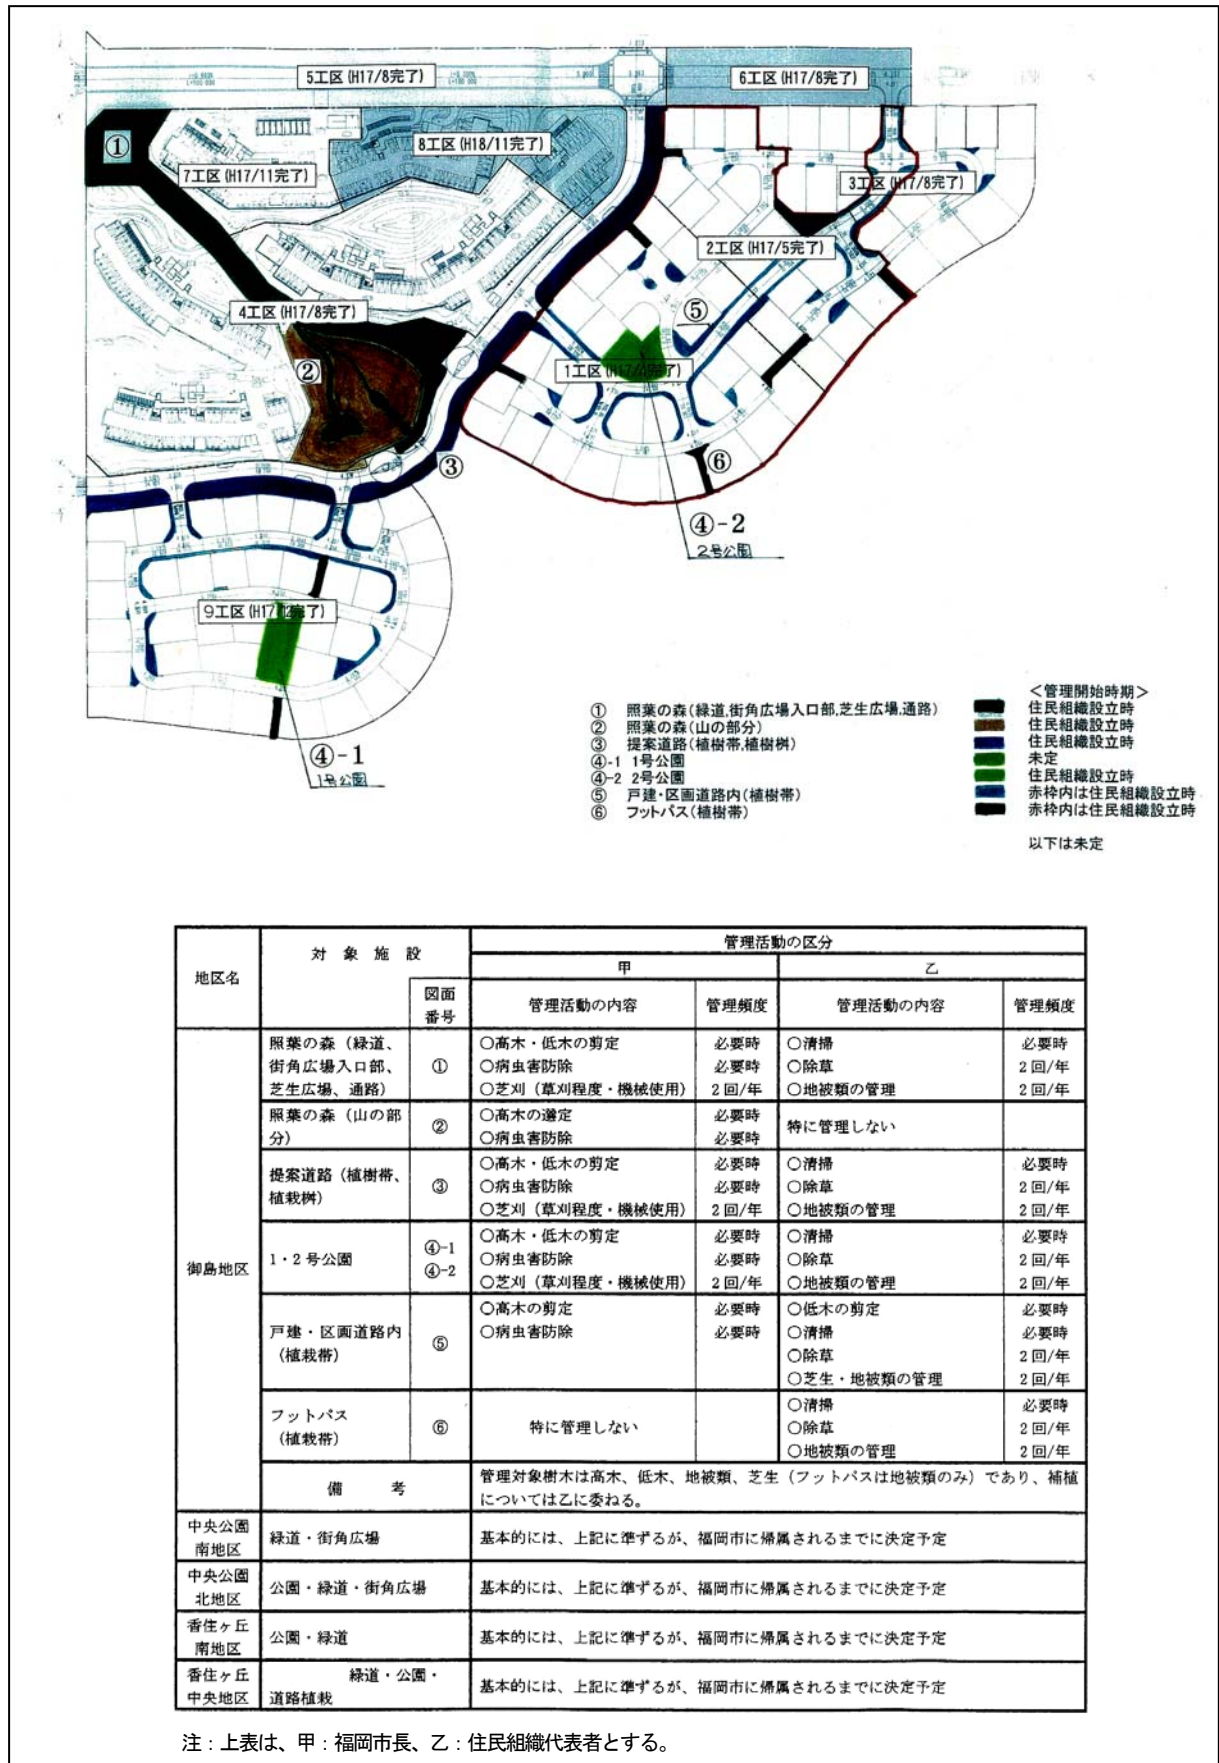 5工区(H17/8完了)
6工区(H17/8完了)
①
8工区(H18/11完了)
7工区(H17/11完了)
3工区(H17/8完了)
2工区(H17/5完了)
4工区(H17/8完了)
⑤
②
1工区(H17/4完了)
③
⑥
④-2
2号公園
9工区(H17/12完了)
④-1
1号公園
<管理開始時期>
① 照葉の森(緑道,街角広場入口部,芝生広場,通路) 住民組織設立時
② 照葉の森(山の部分) 住民組織設立時
③ 提案道路(植樹帯,植樹桝) 住民組織設立時
④-1 1号公園 未定
④-2 2号公園 住民組織設立時
⑤ 戸建・区画道路内(植樹帯) 赤枠内は住民組織設立時
⑥ フットパス(植樹帯) 赤枠内は住民組織設立時
以下は未定
地区名 対象施設 管理活動の区分
甲 乙
図面番号 管理活動の内容 管理頻度 管理活動の内容 管理頻度
御島地区
照葉の森(緑道、 ○高木・低木の剪定 必要時 ○清掃 必要時
街角広場入口部、 ① ○病虫害防除 必要時 ○除草 2回/年
芝生広場、通路) ○芝刈(草刈程度・機械使用) 2回/年 ○地被類の管理 2回/年
照葉の森(山の部 ② ○高木の選定 必要時 特に管理しない
分) ○病虫害防除 必要時
提案道路(植樹帯、 ③ ○高木・低木の剪定 必要時 ○清掃 必要時
植栽桝) ○病虫害防除 必要時 ○除草 2回/年
○芝刈(草刈程度・機械使用) 2回/年 ○地被類の管理 2回/年
1・2号公園 ④-1 ○高木・低木の剪定 必要時 ○清掃 必要時
④-2 ○病虫害防除 必要時 ○除草 2回/年
○芝刈(草刈程度・機械使用) 2回/年 ○地被類の管理 2回/年
戸建・区画道路内 ⑤ ○高木の剪定 必要時 ○低木の剪定 必要時
(植栽帯) ○病虫害防除 必要時 ○清掃 必要時
○除草 2回/年
○芝生・地被類の管理 2回/年
フットパス ⑥ 特に管理しない ○清掃 必要時
(植栽帯) ○除草 2回/年
○地被類の管理 2回/年
備考 管理対象樹木は高木、低木、地被類、芝生(フットパスは地被類のみ)であり、補植
については乙に委ねる。
中央公園南地区 緑道・街角広場 基本的には、上記に準ずるが、福岡市に帰属されるまでに決定予定
中央公園北地区 公園・緑道・街角広場 基本的には、上記に準ずるが、福岡市に帰属されるまでに決定予定
香住ヶ丘南地区 公園・緑道 基本的には、上記に準ずるが、福岡市に帰属されるまでに決定予定
香住ヶ丘中央地区 緑道・公園・道路植栽 基本的には、上記に準ずるが、福岡市に帰属されるまでに決定予定
注:上表は、甲:福岡市長、乙:住民組織代表者とする。